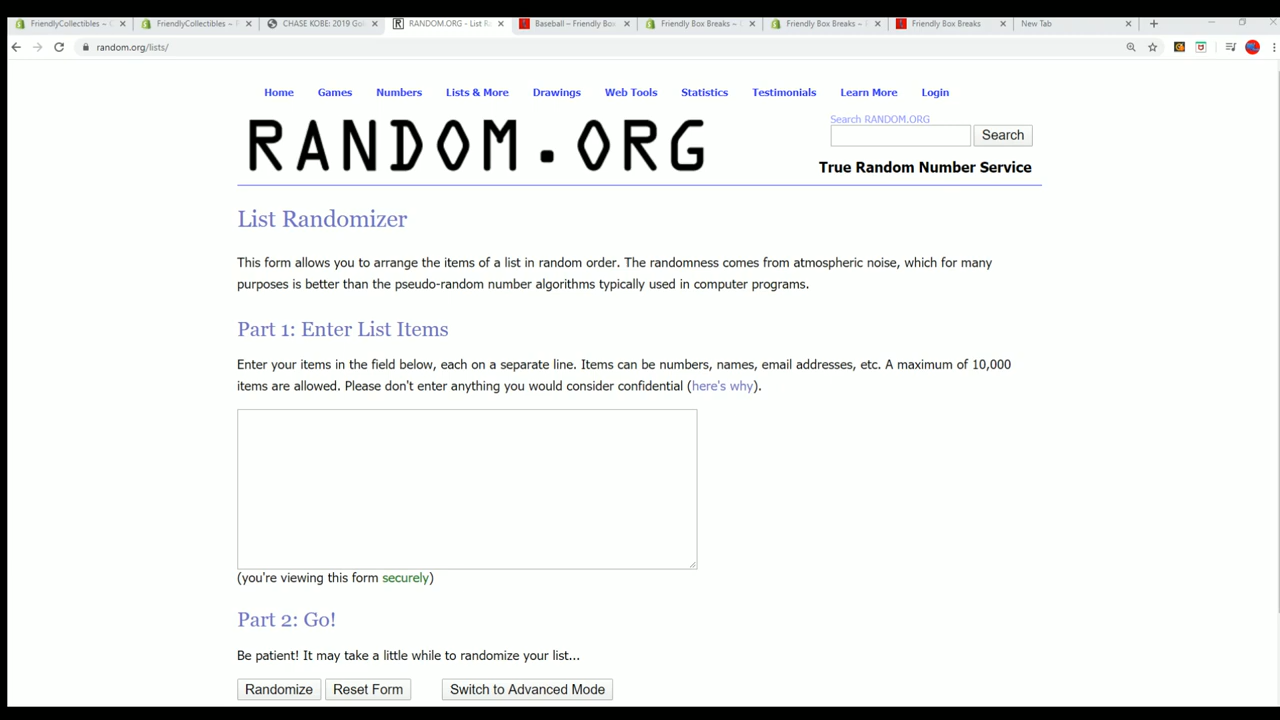 FriendlyCollectibles ~
FriendlyCollectibles ~
CHASE KOBE: 2019
RANDOM.ORG - List R
Baseball – Friendly Box
Friendly Box Breaks ~
Friendly Box Breaks ~
Friendly Box Breaks
New Tab
random.org/lists/
Home Games Numbers Lists & More Drawings Web Tools Statistics Testimonials Learn More Login
RANDOM.ORG
Search RANDOM.ORG
Search
True Random Number Service
List Randomizer
This form allows you to arrange the items of a list in random order. The randomness comes from atmospheric noise, which for many
purposes is better than the pseudo-random number algorithms typically used in computer programs.
Part 1: Enter List Items
Enter your items in the field below, each on a separate line. Items can be numbers, names, email addresses, etc. A maximum of 10,000
items are allowed. Please don't enter anything you would consider confidential (here's why).
(you're viewing this form securely)
Part 2: Go!
Be patient! It may take a little while to randomize your list...
Randomize Reset Form Switch to Advanced Mode